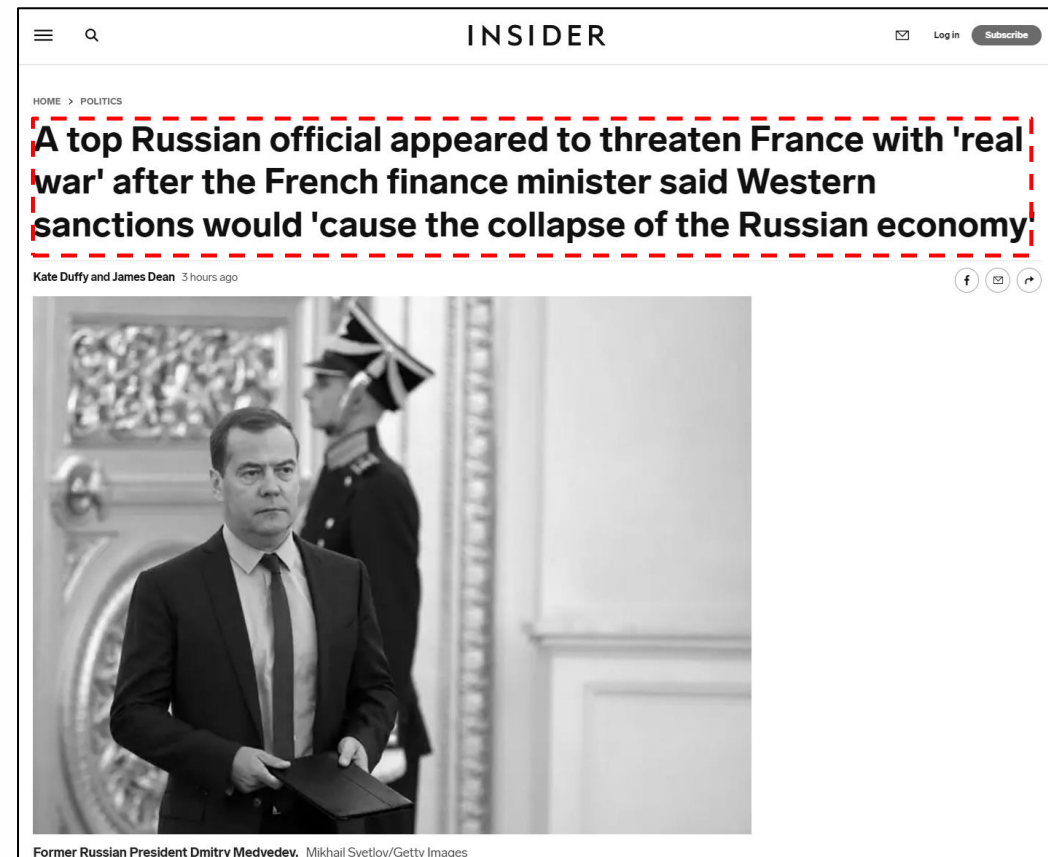 INSIDER
Log in
Subscribe
HOME > POLITICS
A top Russian official appeared to threaten France with 'real
war' after the French finance minister said Western
sanctions would 'cause the collapse of the Russian economy'
Kate Duffy and James Dean 3 hours ago
f
Former Russian President Dmitry Medvedev. Mikhail Svetlov/Getty Images